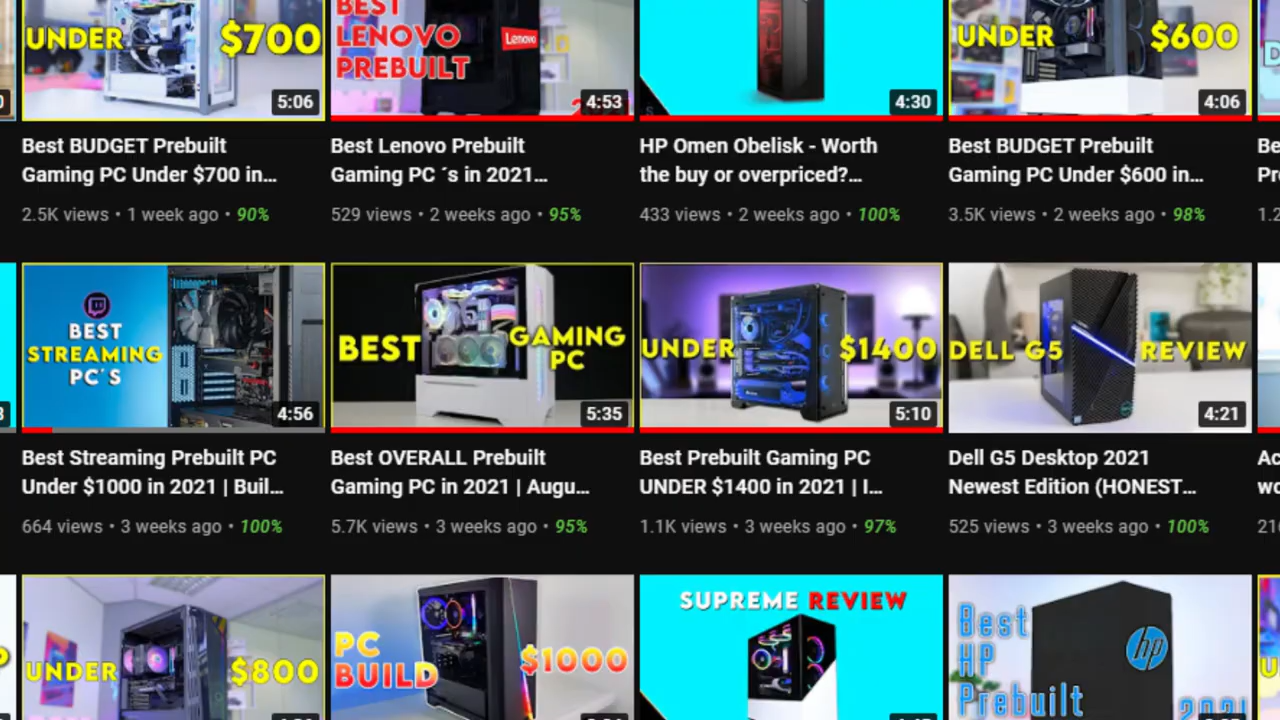 UNDER $700
5:06
BEST
LENOVO
PREBUILT
Lenovo
4:53
4:30
UNDER $600
4:06
Best BUDGET Prebuilt
Gaming PC Under $700 in...
2.5K views • 1 week ago • 90%
Best Lenovo Prebuilt
Gaming PC ´s in 2021...
529 views • 2 weeks ago • 95%
HP Omen Obelisk - Worth
the buy or overpriced?...
433 views • 2 weeks ago • 100%
Best BUDGET Prebuilt
Gaming PC Under $600 in...
3.5K views • 2 weeks ago • 98%
BEST
STREAMING
PC´S
4:56
BEST GAMING
PC
5:35
UNDER $1400
5:10
DELL G5 REVIEW
4:21
Best Streaming Prebuilt PC
Under $1000 in 2021 | Buil...
664 views • 3 weeks ago • 100%
Best OVERALL Prebuilt
Gaming PC in 2021 | Augu...
5.7K views • 3 weeks ago • 95%
Best Prebuilt Gaming PC
UNDER $1400 in 2021 | I...
1.1K views • 3 weeks ago • 97%
Dell G5 Desktop 2021
Newest Edition (HONEST...
525 views • 3 weeks ago • 100%
UNDER $800
PC
BUILD $1000
SUPREME REVIEW
Best
HP
Prebuilt
hp
2021